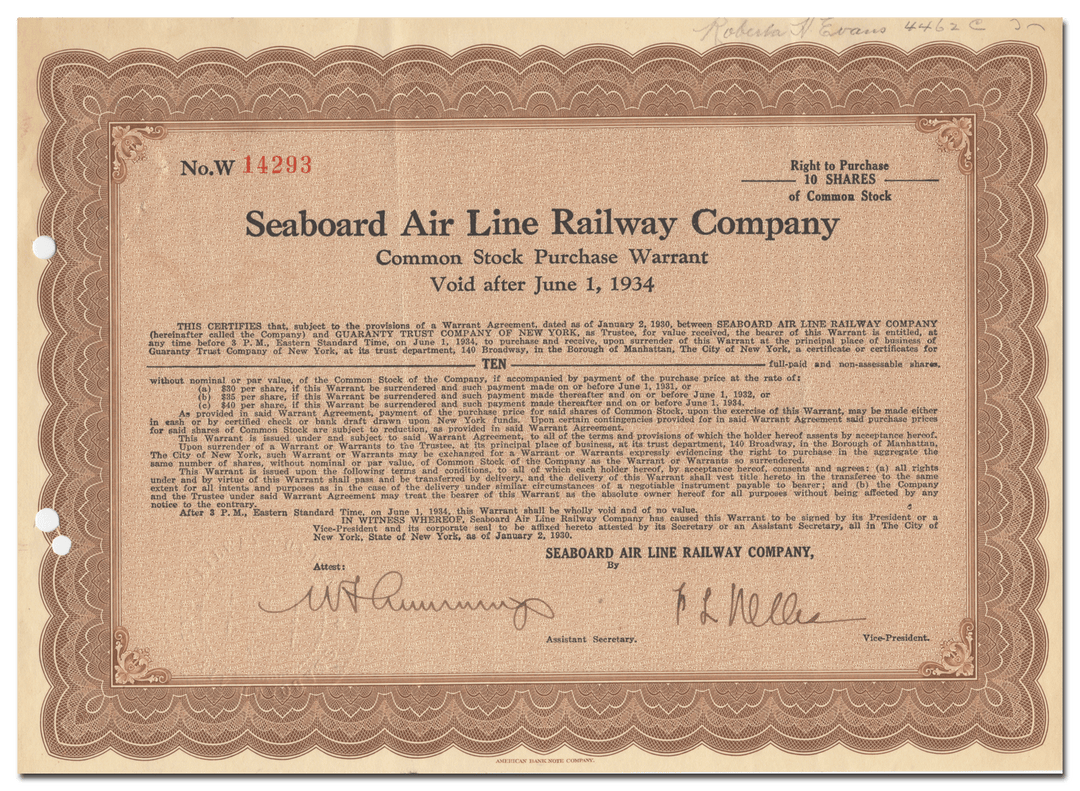 Roberta H Evans 4462 C
No.W 14293
Right to Purchase
10 SHARES
of Common Stock
Seaboard Air Line Railway Company
Common Stock Purchase Warrant
Void after June 1, 1934
THIS CERTIFIES that, subject to the provisions of a Warrant Agreement, dated as of January 2, 1930, between SEABOARD AIR LINE RAILWAY COMPANY
(hereinafter called the Company) and GUARANTY TRUST COMPANY OF NEW YORK, as Trustee, for value received, the bearer of this Warrant is entitled, at
any time before 3 P. M., Eastern Standard Time, on June 1, 1934, to purchase and receive, upon surrender of this Warrant at the principal place of business of
Guaranty Trust Company of New York, at its trust department, 140 Broadway, in the Borough of Manhattan, The City of New York, a certificate or certificates for
TEN full-paid and non-assessable shares,
without nominal or par value, of the Common Stock of the Company, if accompanied by payment of the purchase price at the rate of:
(a) $30 per share, if this Warrant be surrendered and such payment made on or before June 1, 1931, or
(b) $35 per share, if this Warrant be surrendered and such payment made thereafter and on or before June 1, 1932, or
(c) $40 per share, if this Warrant be surrendered and such payment made thereafter and on or before June 1, 1934.
As provided in said Warrant Agreement, payment of the purchase price for said shares of Common Stock, upon the exercise of this Warrant, may be made either
in cash or by certified check or bank draft drawn upon New York funds. Upon certain contingencies provided for in said Warrant Agreement said purchase prices
for said shares of Common Stock are subject to reduction, as provided in said Warrant Agreement.
This Warrant is issued under and subject to said Warrant Agreement, to all of the terms and provisions of which the holder hereof assents by acceptance hereof.
Upon surrender of a Warrant or Warrants to the Trustee, at its principal place of business, at its trust department, 140 Broadway, in the Borough of Manhattan,
The City of New York, such Warrant or Warrants may be exchanged for a Warrant or Warrants expressly evidencing the right to purchase in the aggregate the
same number of shares, without nominal or par value, of Common Stock of the Company as the Warrant or Warrants so surrendered.
This Warrant is issued upon the following terms and conditions, to all of which each holder hereof, by acceptance hereof, consents and agrees: (a) all rights
under and by virtue of this Warrant shall pass and be transferred by delivery, and the delivery of this Warrant shall vest title hereto in the transferee to the same
extent for all intents and purposes as in the case of the delivery under similar circumstances of a negotiable instrument payable to bearer; and (b) the Company
and the Trustee under said Warrant Agreement may treat the bearer of this Warrant as the absolute owner hereof for all purposes without being affected by any
notice to the contrary.
After 3 P. M., Eastern Standard Time, on June 1, 1934, this Warrant shall be wholly void and of no value.
IN WITNESS WHEREOF, Seaboard Air Line Railway Company has caused this Warrant to be signed by its President or a
Vice-President and its corporate seal to be affixed hereto attested by its Secretary or an Assistant Secretary, all in The City of
New York, State of New York, as of January 2, 1930.
SEABOARD AIR LINE RAILWAY COMPANY,
Attest: By
Assistant Secretary. Vice-President.
AMERICAN BANK NOTE COMPANY.